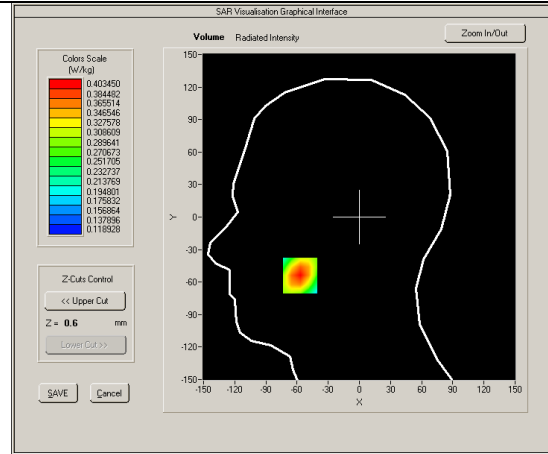 SAR Visualisation Graphical Interface
Volume Radiated Intensity
Zoom In/Out
Colors Scale
(W/kg)
0.403450
0.384482
0.365514
0.346546
0.327578
0.308609
0.289641
0.270673
0.251705
0.232737
0.213769
0.194801
0.175832
0.156864
0.137896
0.118928
Z-Cuts Control
<< Upper Cut
Z = 0.6 mm
Lower Cut >>
SAVE Cancel
150
120
90
60
30
0
-30
-60
-90
-120
-150
Y
-150 -120 -90 -60 -30 0 30 60 90 120 150
X